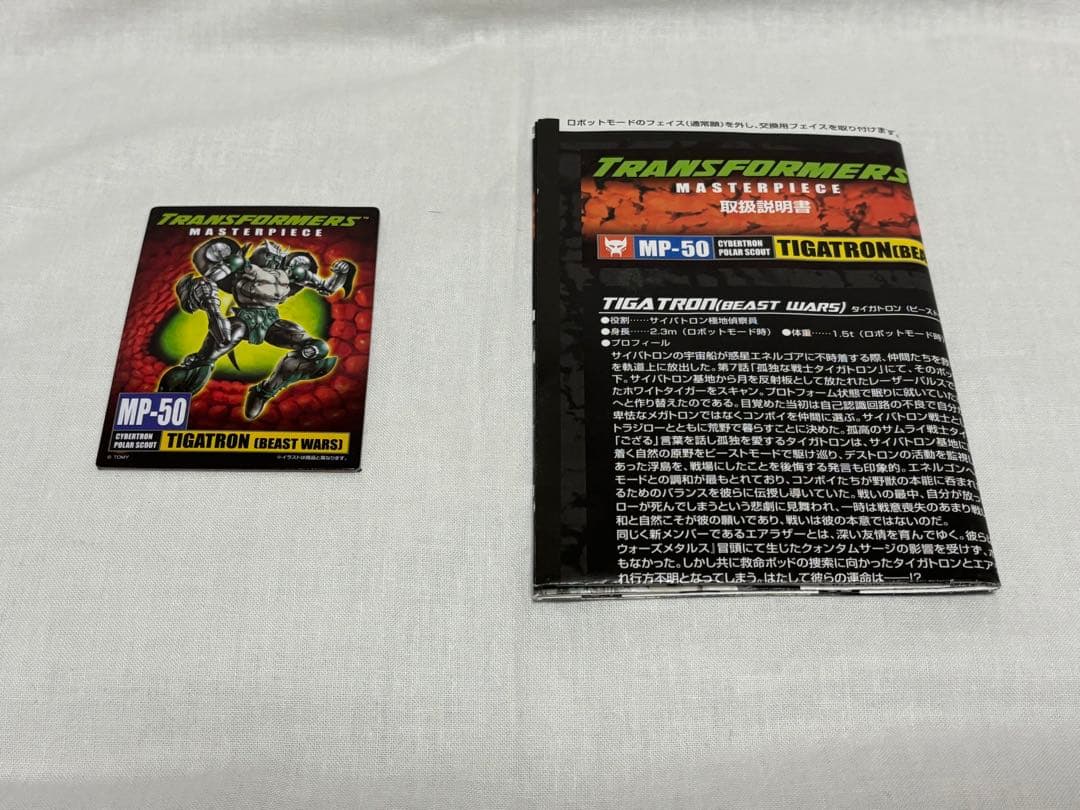 TRANSFORMERS™
MASTERPIECE
MP-50
CYBERTRON
POLAR SCOUT
TIGATRON (BEAST WARS)
© TOMY
※イラストは商品と異なります。
ロボットモードのフェイス(通常顔)を外し、交換用フェイスを取り付けます。
TRANSFORMERS
MASTERPIECE
取扱説明書
MP-50
CYBERTRON
POLAR SCOUT
TIGATRON(BEA
TIGATRON(BEAST WARS) タイガトロン (ビースト
●役割……サイバトロン極地偵察員
●身長……2.3m (ロボットモード時) ●体重……1.5t (ロボットモード時
●プロフィール
サイバトロンの宇宙船が惑星エネルゴアに不時着する際、仲間たちを救
を軌道上に放出した。第7話「孤独な戦士タイガトロン」にて、そのポッ
下。サイバトロン基地から月を反射板として放たれたレーザーパルスで
たホワイトタイガーをスキャン。プロトフォーム状態で眠りに就いていた
へと作り替えたのである。目覚めた当初は自己認識回路の不良で自分
卑怯なメガトロンではなくコンボイを仲間に選ぶ。サイバトロン戦士と
トラジローとともに荒野で暮らすことに決めた。孤高のサムライ戦士タ
「ござる」言葉を話し孤独を愛するタイガトロンは、サイバトロン基地に
着く自然の原野をビーストモードで駆け巡り、デストロンの活動を監視
あった浮島を、戦場にしたことを後悔する発言も印象的。エネルゴンへ
モードとの調和が最もとれており、コンボイたちが野獣の本能に呑まれ
るためのバランスを彼らに伝授し導いていた。戦いの最中、自分が放っ
ローが死んでしまうという悲劇に見舞われ、一時は戦意喪失のあまり戦
和と自然こそが彼の願いであり、戦いは彼の本意ではないのだ。
同じく新メンバーであるエアラザーとは、深い友情を育んでゆく。彼ら
ウォーズメタルス』冒頭にて生じたクォンタムサージの影響を受けず、
もなかった。しかし共に救命ポッドの捜索に向かったタイガトロンとエア
れ行方不明となってしまう。はたして彼らの運命は――!?